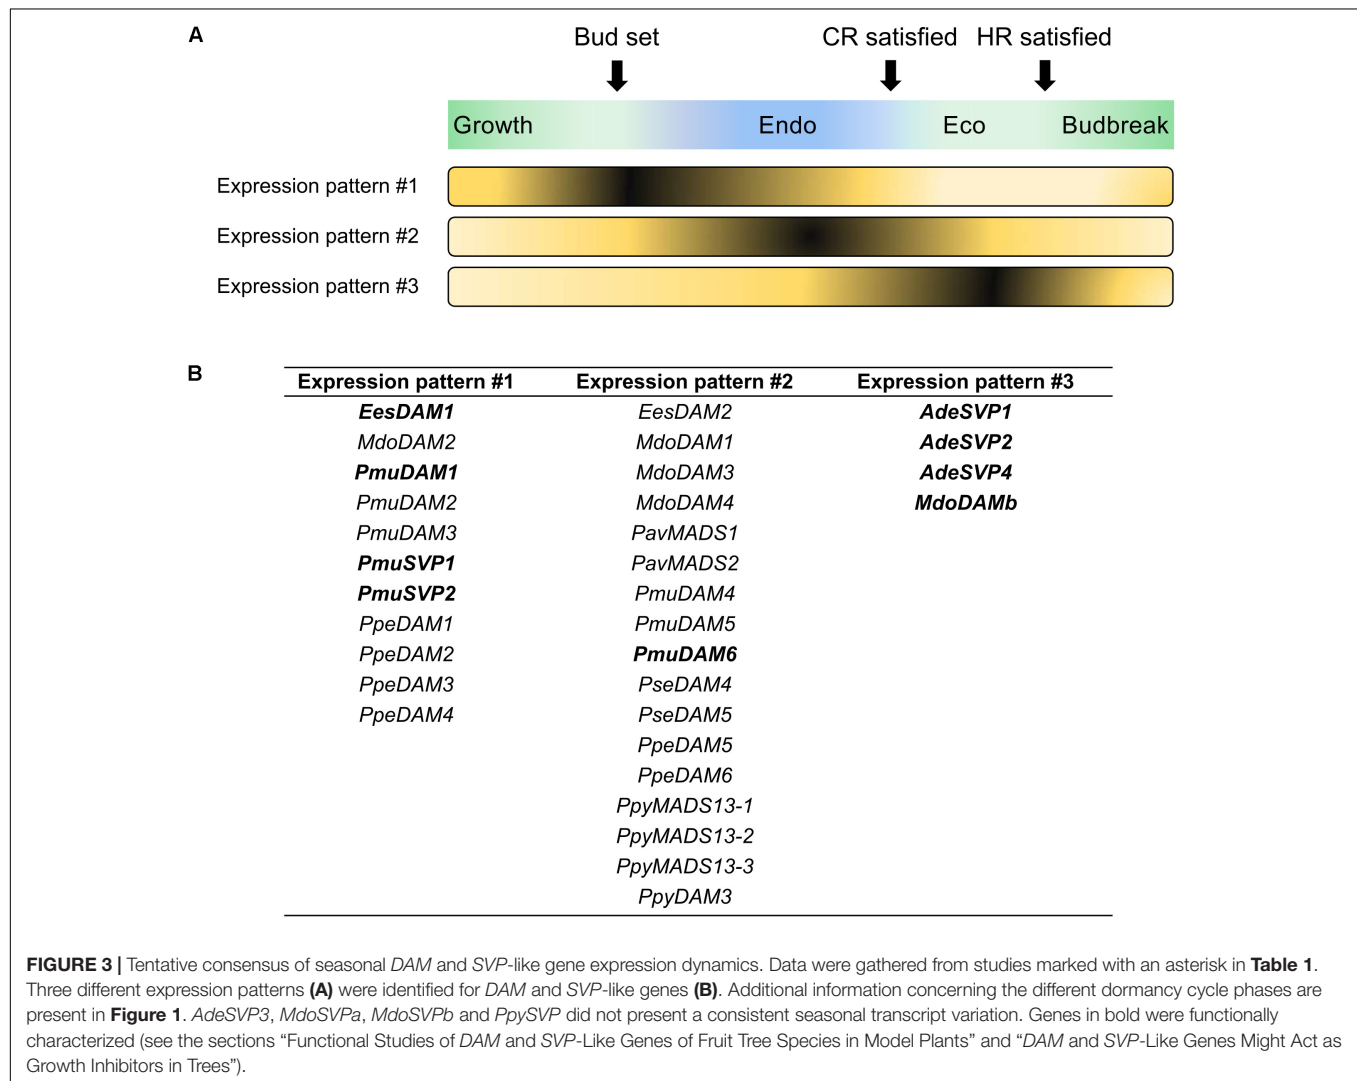 A
Bud set CR satisfied HR satisfied
Growth Endo Eco Budbreak
Expression pattern #1
Expression pattern #2
Expression pattern #3
B
Expression pattern #1 Expression pattern #2 Expression pattern #3
EesDAM1 EesDAM2 AdeSVP1
MdoDAM2 MdoDAM1 AdeSVP2
PmuDAM1 MdoDAM3 AdeSVP4
PmuDAM2 MdoDAM4 MdoDAMb
PmuDAM3 PavMADS1
PmuSVP1 PavMADS2
PmuSVP2 PmuDAM4
PpeDAM1 PmuDAM5
PpeDAM2 PmuDAM6
PpeDAM3 PseDAM4
PpeDAM4 PseDAM5
PpeDAM5
PpeDAM6
PpyMADS13-1
PpyMADS13-2
PpyMADS13-3
PpyDAM3
FIGURE 3 | Tentative consensus of seasonal DAM and SVP-like gene expression dynamics. Data were gathered from studies marked with an asterisk in Table 1.
Three different expression patterns (A) were identified for DAM and SVP-like genes (B). Additional information concerning the different dormancy cycle phases are
present in Figure 1. AdeSVP3, MdoSVPa, MdoSVPb and PpySVP did not present a consistent seasonal transcript variation. Genes in bold were functionally
characterized (see the sections “Functional Studies of DAM and SVP-Like Genes of Fruit Tree Species in Model Plants” and “DAM and SVP-Like Genes Might Act as
Growth Inhibitors in Trees”).